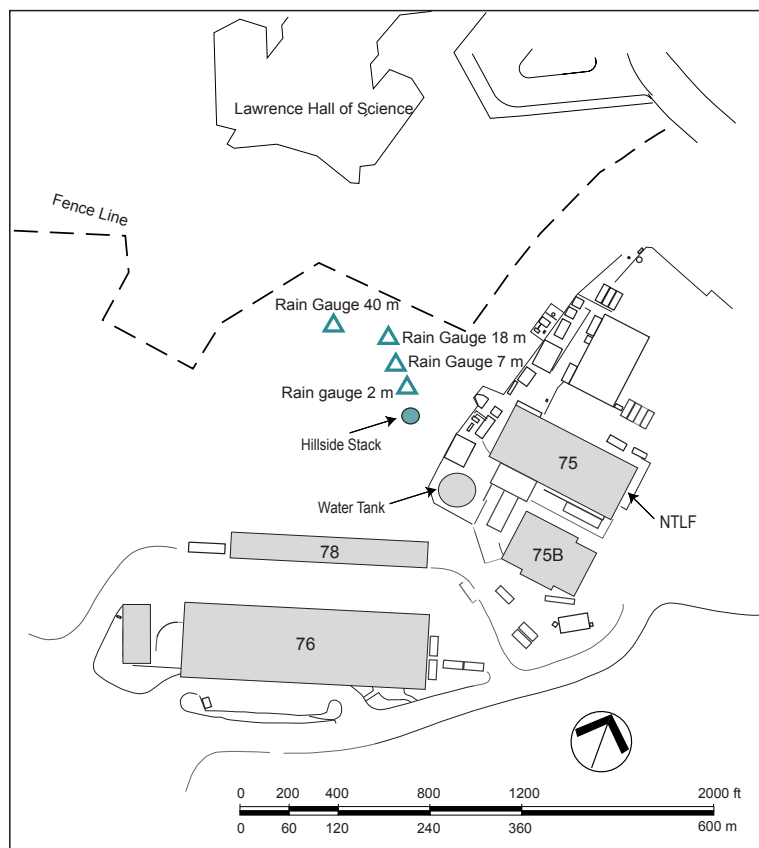 Lawrence Hall of Science
Fence Line
Rain Gauge 40 m
Rain Gauge 18 m
Rain Gauge 7 m
Rain gauge 2 m
Hillside Stack
75
Water Tank
NTLF
78
75B
76
0 200 400 800 1200 2000 ft
0 60 120 240 360 600 m